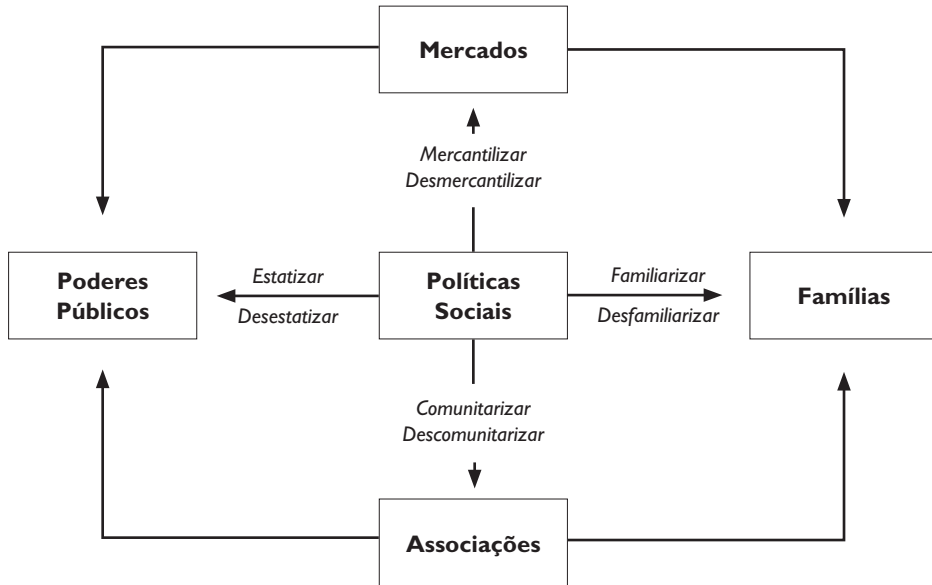 Mercados
Mercantilizar
Desmercantilizar
Poderes
Públicos
Estatizar
Desestatizar
Políticas
Sociais
Familiarizar
Desfamiliarizar
Famílias
Comunitarizar
Descomunitarizar
Associações